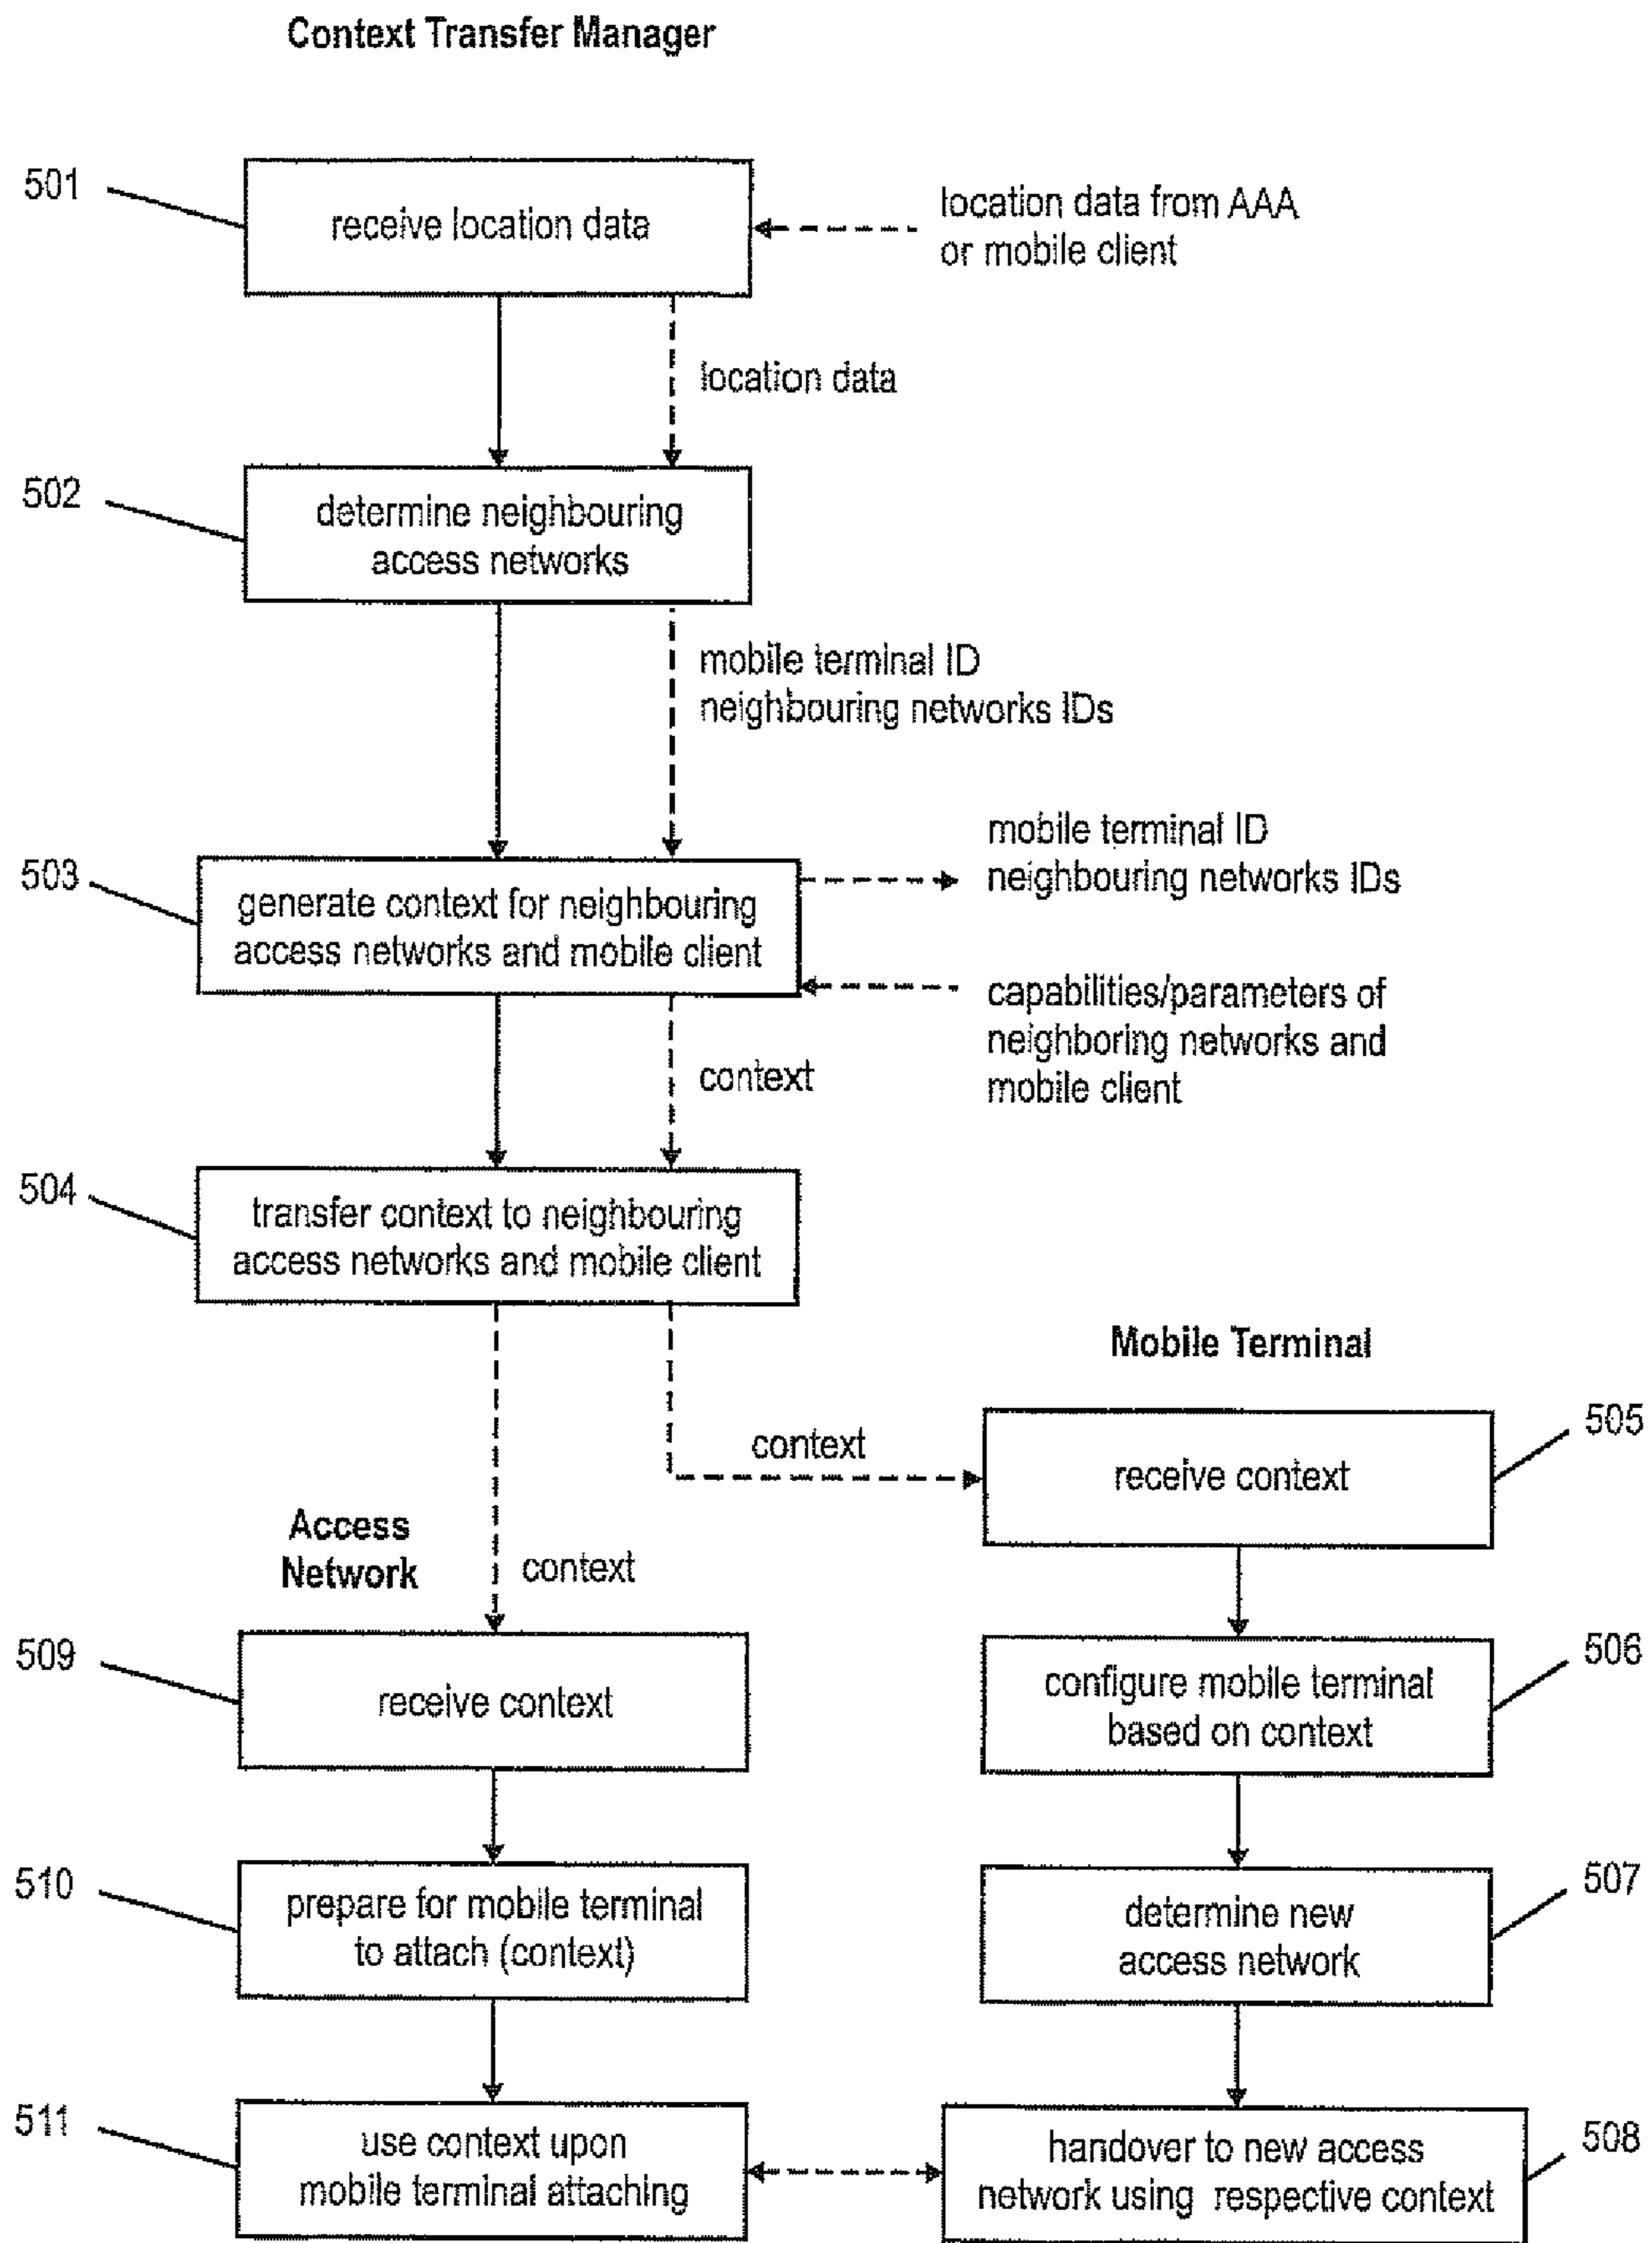 Context Transfer Manager
501
receive location data
location data from AAA
or mobile client
location data
502
determine neighbouring
access networks
mobile terminal ID
neighbouring networks IDs
503
generate context for neighbouring
access networks and mobile client
mobile terminal ID
neighbouring networks IDs
capabilities/parameters of
neighboring networks and
mobile client
context
504
transfer context to neighbouring
access networks and mobile client
Mobile Terminal
context
505
receive context
Access
Network
context
509
receive context
506
configure mobile terminal
based on context
510
prepare for mobile terminal
to attach (context)
507
determine new
access network
511
use context upon
mobile terminal attaching
508
handover to new access
network using respective context